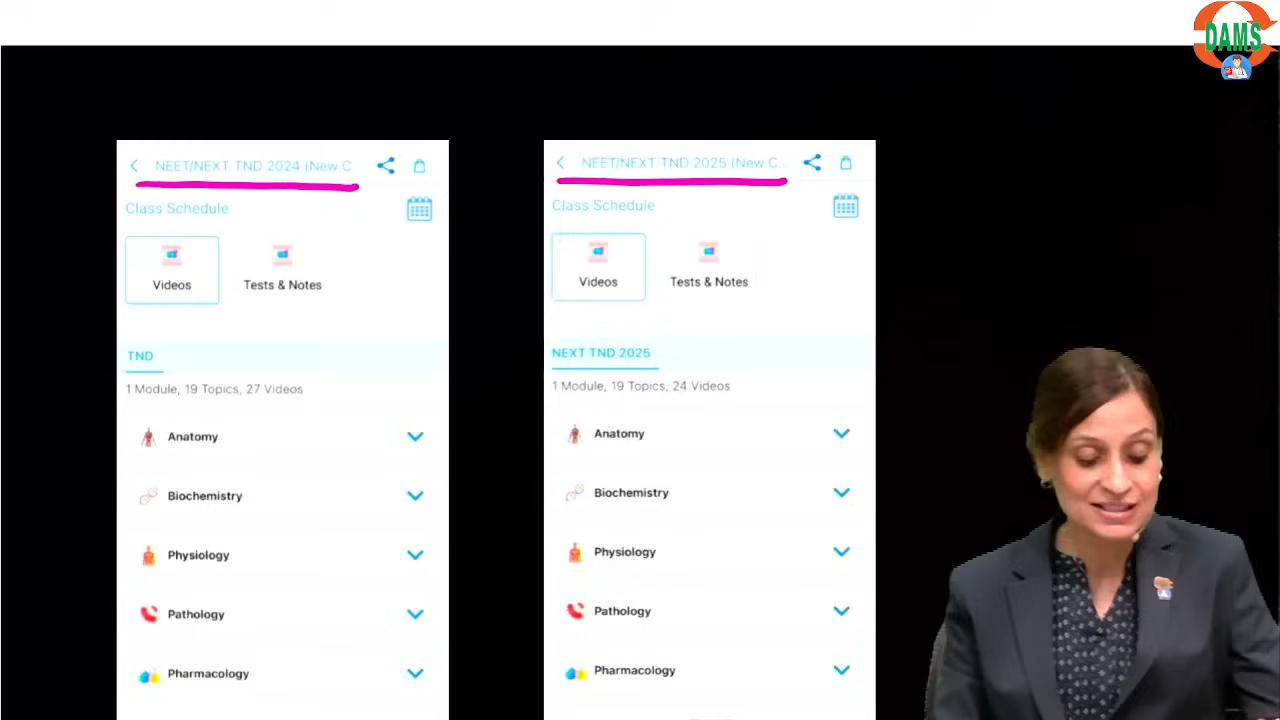 DAMS
NEET/NEXT TND 2024 (New C
Class Schedule
Videos
Tests & Notes
TND
1 Module, 19 Topics, 27 Videos
Anatomy
Biochemistry
Physiology
Pathology
Pharmacology
NEET/NEXT TND 2025 (New C...
Class Schedule
Videos
Tests & Notes
NEXT TND 2025
1 Module, 19 Topics, 24 Videos
Anatomy
Biochemistry
Physiology
Pathology
Pharmacology